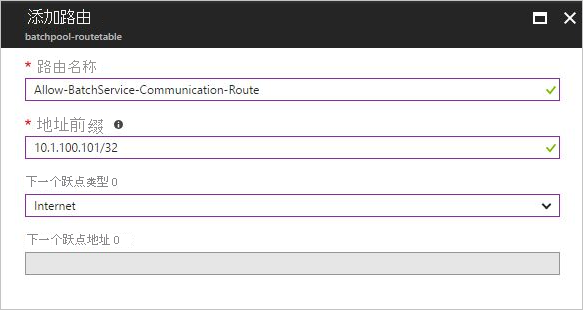 添加路由
batchpool-routetable
* 路由名称
Allow-BatchService-Communication-Route
* 地址前缀
10.1.100.101/32
下一个跃点类型 0
Internet
下一个跃点地址 0